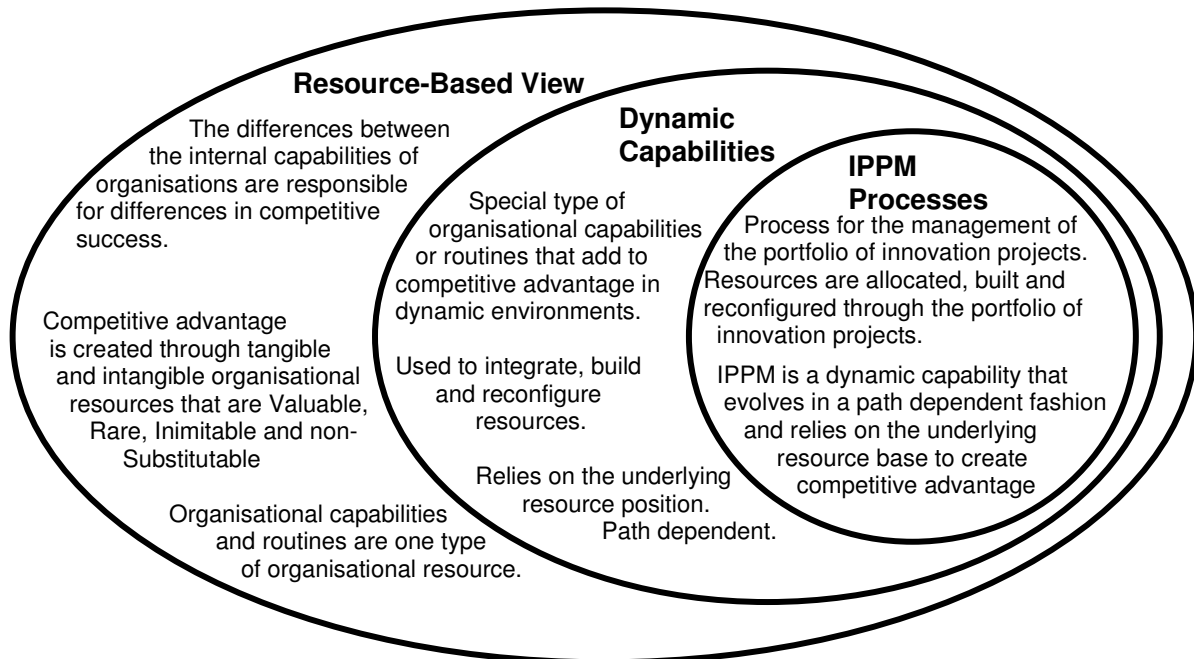 Resource-Based View
The differences between
the internal capabilities of
organisations are responsible
for differences in competitive
success.
Competitive advantage
is created through tangible
and intangible organisational
resources that are Valuable,
Rare, Inimitable and non-
Substitutable
Organisational capabilities
and routines are one type
of organisational resource.
Dynamic
Capabilities
Special type of
organisational capabilities
or routines that add to
competitive advantage in
dynamic environments.
Used to integrate, build
and reconfigure
resources.
Relies on the underlying
resource position.
Path dependent.
IPPM
Processes
Process for the management of
the portfolio of innovation projects.
Resources are allocated, built and
reconfigured through the portfolio of
innovation projects.
IPPM is a dynamic capability that
evolves in a path dependent fashion
and relies on the underlying
resource base to create
competitive advantage